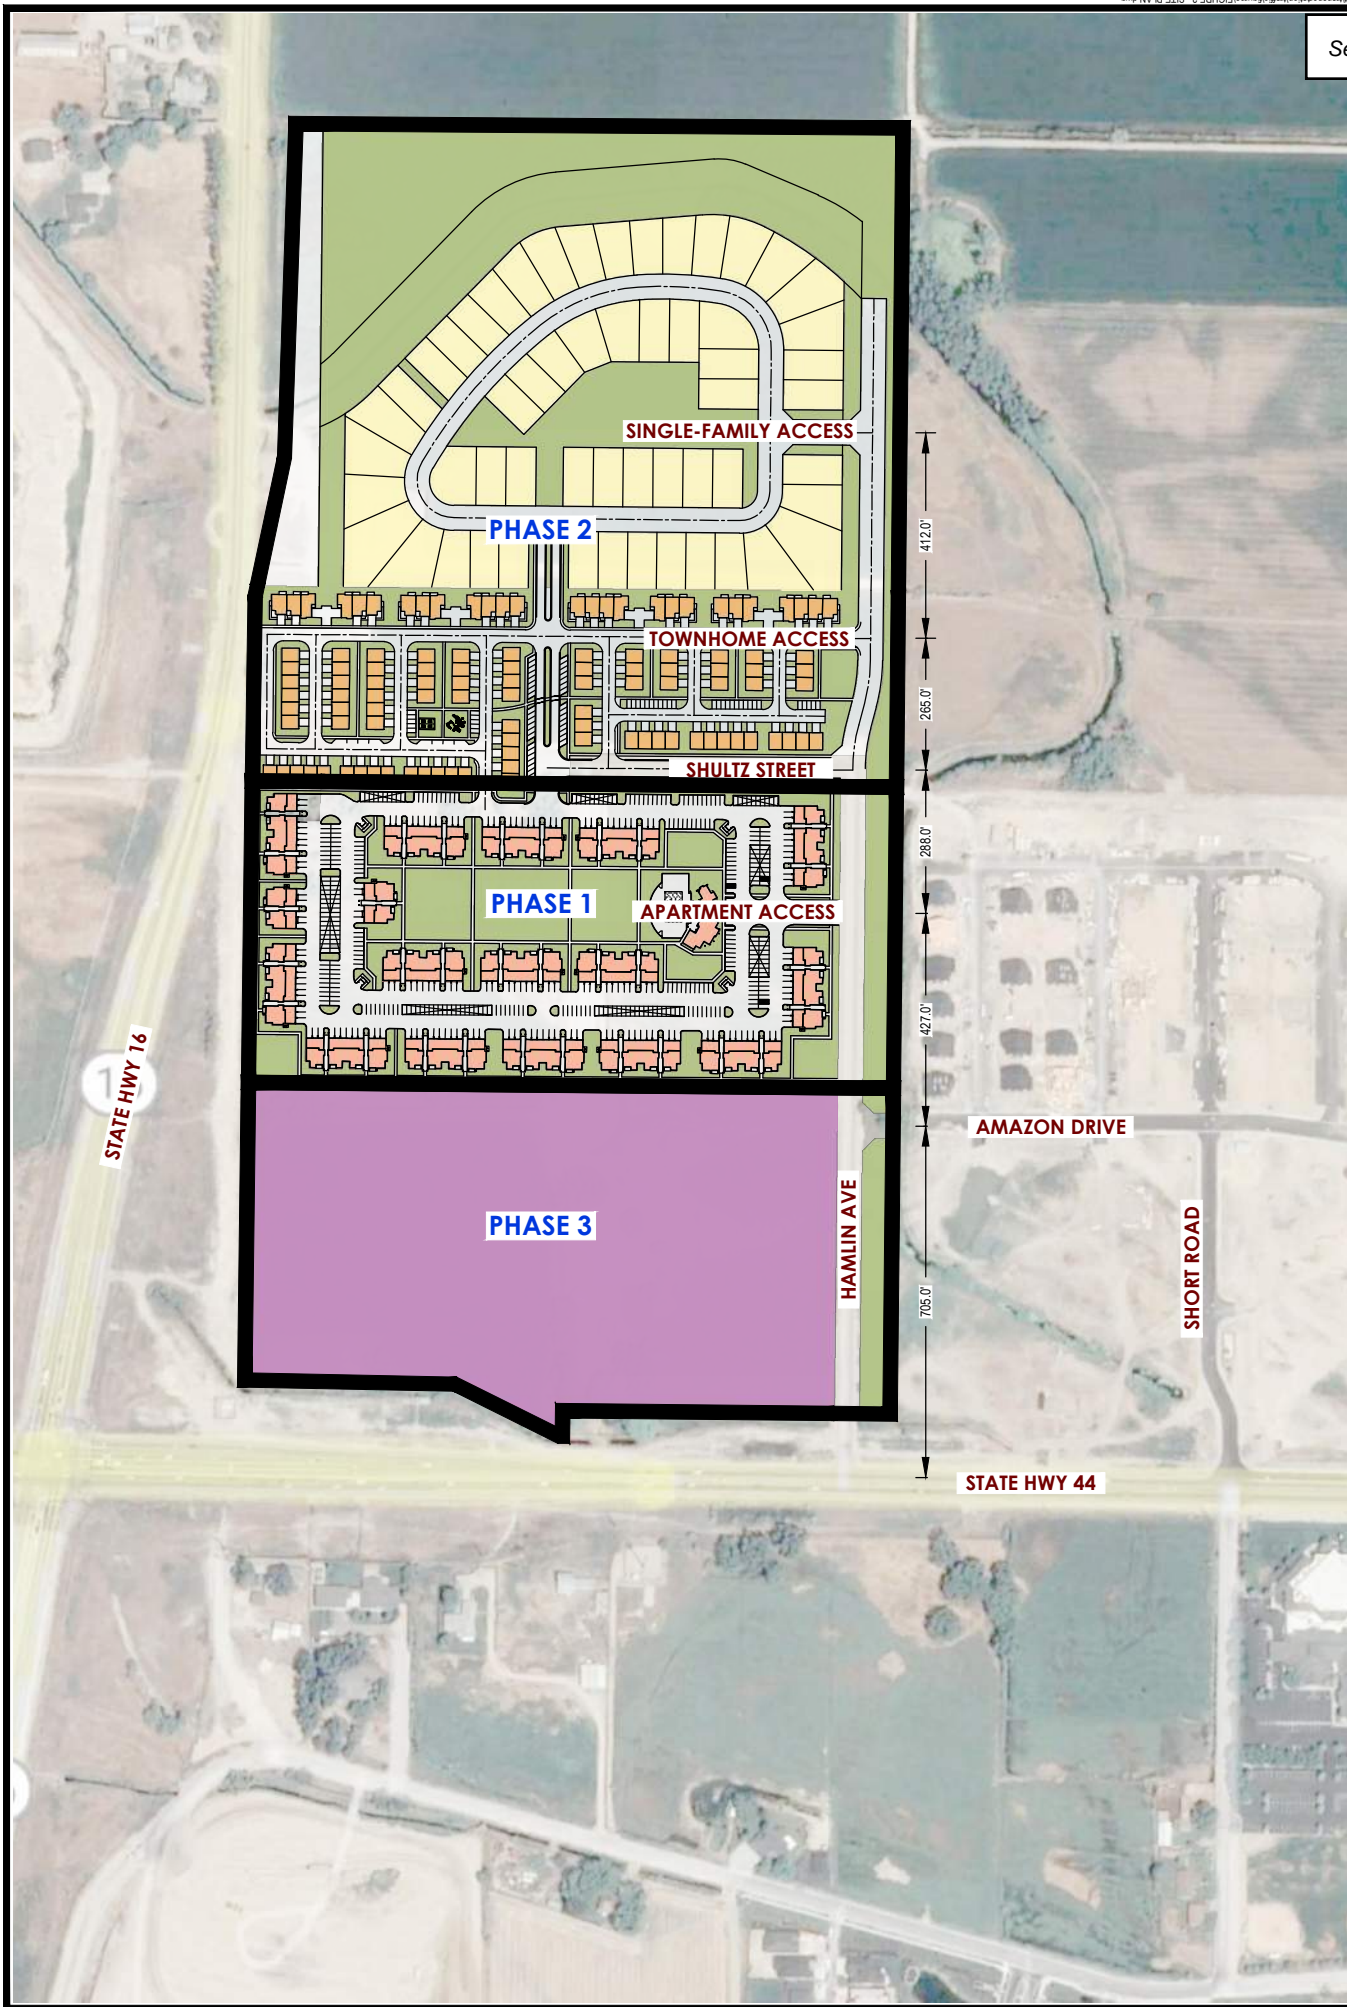 Se
SINGLE-FAMILY ACCESS
PHASE 2
412.0'
TOWNHOME ACCESS
265.0'
SHULTZ STREET
288.0'
PHASE 1
APARTMENT ACCESS
427.0'
STATE HWY 16
AMAZON DRIVE
PHASE 3
HAMLIN AVE
SHORT ROAD
705.0'
STATE HWY 44